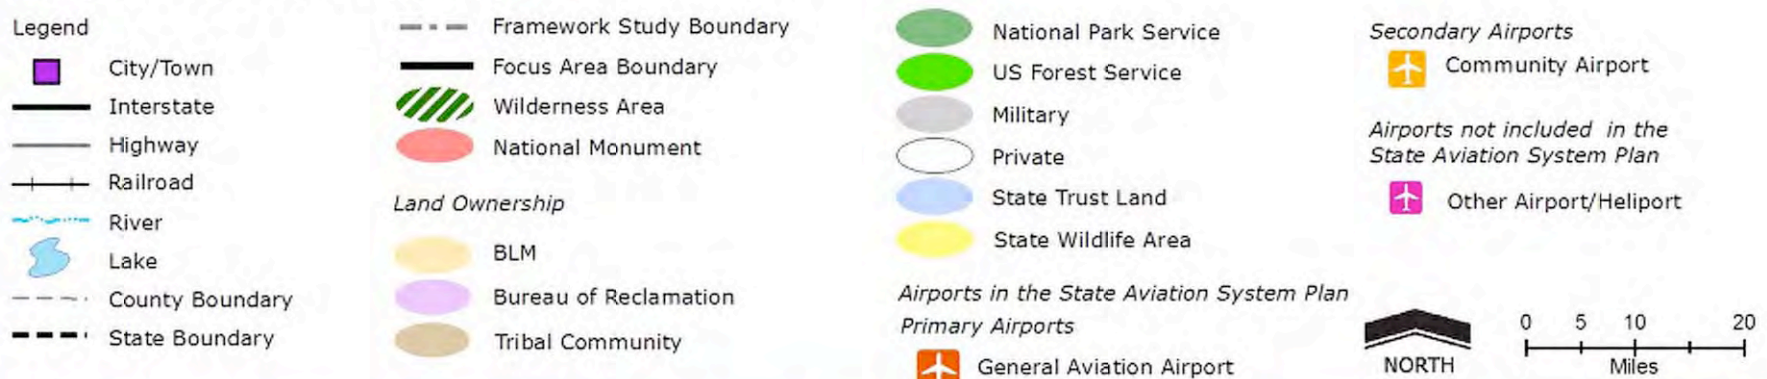 Legend
City/Town
Interstate
Highway
Railroad
River
Lake
County Boundary
State Boundary
Framework Study Boundary
Focus Area Boundary
Wilderness Area
National Monument
Land Ownership
BLM
Bureau of Reclamation
Tribal Community
National Park Service
US Forest Service
Military
Private
State Trust Land
State Wildlife Area
Airports in the State Aviation System Plan
Primary Airports
General Aviation Airport
Secondary Airports
Community Airport
Airports not included in the
State Aviation System Plan
Other Airport/Heliport
NORTH
0 5 10 20
Miles